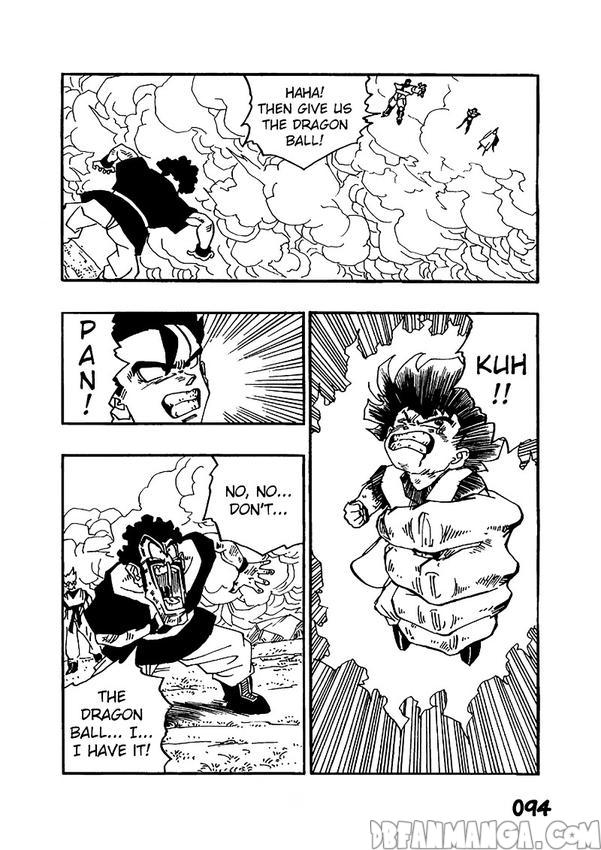 HAHA!
THEN GIVE US
THE DRAGON
BALL!
PAN!
KUH
!!
NO, NO...
DON'T...
THE
DRAGON
BALL... I...
I HAVE IT!
094
DBFANMANGA.COM